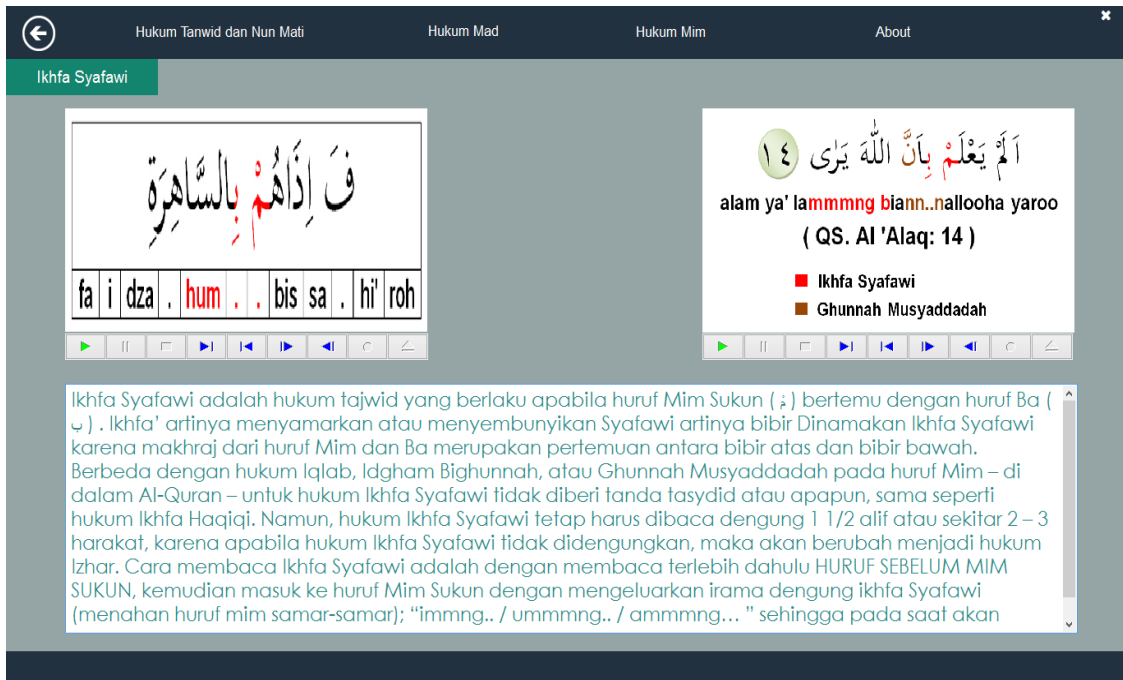 Hukum Tanwid dan Nun Mati
Hukum Mad
Hukum Mim
About
Ikhfa Syafawi
فَ اِذَاهُمْ بِالسَّاهِرَةِ
fa i dza . hum . . bis sa . hi' roh
اَلَمْ يَعْلَمْ بِاَنَّ اللّٰهَ يَرٰى ١٤
alam ya' lammmmng biann..nallooha yaroo
( QS. Al 'Alaq: 14 )
Ikhfa Syafawi
Ghunnah Musyaddadah
Ikhfa Syafawi adalah hukum tajwid yang berlaku apabila huruf Mim Sukun ( مْ ) bertemu dengan huruf Ba (
ب ) . Ikhfa’ artinya menyamarkan atau menyembunyikan Syafawi artinya bibir Dinamakan Ikhfa Syafawi
karena makhraj dari huruf Mim dan Ba merupakan pertemuan antara bibir atas dan bibir bawah.
Berbeda dengan hukum Iqlab, Idgham Bighunnah, atau Ghunnah Musyaddadah pada huruf Mim – di
dalam Al-Quran – untuk hukum Ikhfa Syafawi tidak diberi tanda tasydid atau apapun, sama seperti
hukum Ikhfa Haqiqi. Namun, hukum Ikhfa Syafawi tetap harus dibaca dengung 1 1/2 alif atau sekitar 2 – 3
harakat, karena apabila hukum Ikhfa Syafawi tidak didengungkan, maka akan berubah menjadi hukum
Izhar. Cara membaca Ikhfa Syafawi adalah dengan membaca terlebih dahulu HURUF SEBELUM MIM
SUKUN, kemudian masuk ke huruf Mim Sukun dengan mengeluarkan irama dengung ikhfa Syafawi
(menahan huruf mim samar-samar); “immng.. / ummmng.. / ammmng… ” sehingga pada saat akan